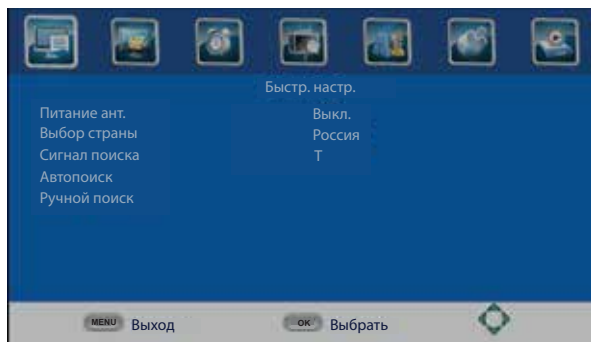 Быстр. настр.
Питание ант. Выкл.
Выбор страны Россия
Сигнал поиска Т
Автопоиск
Ручной поиск
MENU Выход OK Выбрать